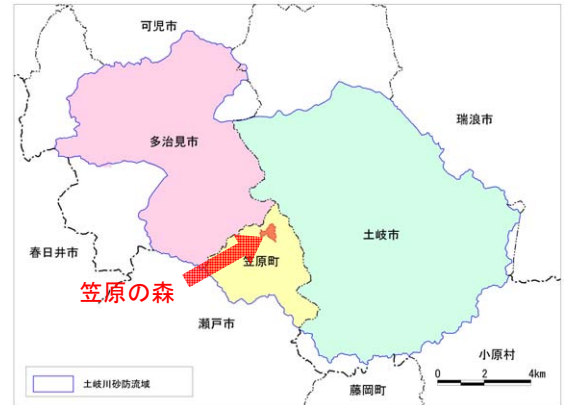 可児市
瑞浪市
多治見市
土岐市
春日井市
笠原町
笠原の森
瀬戸市
小原村
土岐川砂防流域
0 2 4km
藤岡町